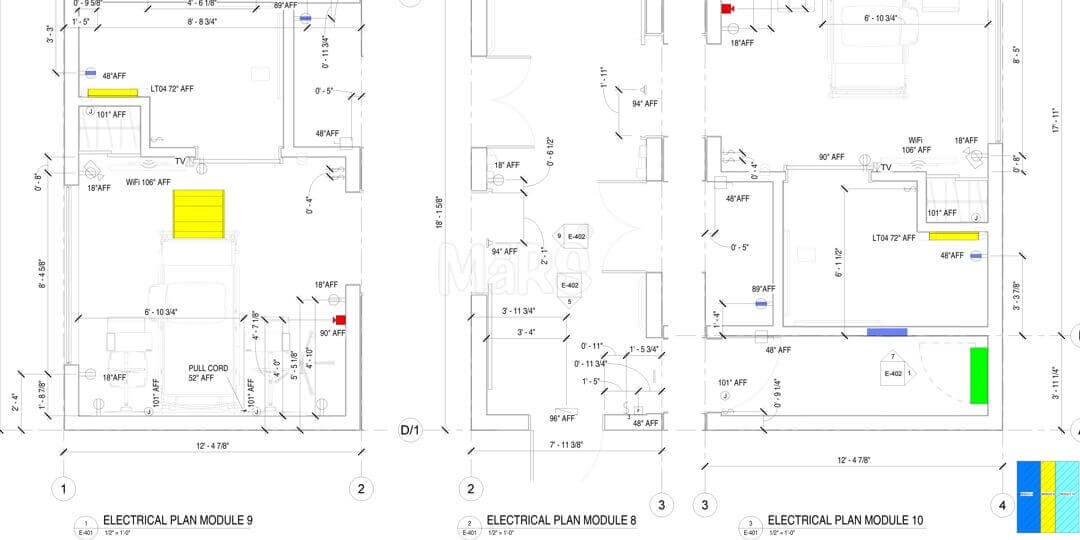 0' - 9 5/8"
4' - 6 1/8"
89"AFF
1' - 5"
8' - 8 3/4"
0' - 11 3/4"
3' - 3"
48"AFF
LT04 72" AFF
0' - 5"
101" AFF
J
48"AFF
TV
0' - 8"
18"AFF
WiFi 106" AFF
0' - 4"
8' - 4 5/8"
18"AFF
6' - 10 3/4"
4' - 7 1/8"
90" AFF
5' - 5 1/8"
4' - 10"
4' - 0"
PULL CORD
52" AFF
18"AFF
101" AFF
101" AFF
J
J
2' - 4"
1' - 8 7/8"
12' - 4 7/8"
1
2
1
E-401
ELECTRICAL PLAN MODULE 9
1/2" = 1'-0"
1' - 11"
94" AFF
0' - 6 1/2"
18" AFF
18' - 1 5/8"
9
E-402
94" AFF
2' - 1"
MaRS
E-402
5
3' - 11 3/4"
3' - 4"
0' - 11"
1' - 5 3/4"
0' - 11 3/4"
1' - 5"
96" AFF
48" AFF
D/1
7' - 11 3/8"
2
3
2
E-401
ELECTRICAL PLAN MODULE 8
1/2" = 1'-0"
6' - 10 3/4"
18"AFF
8' - 5"
17' - 11"
WiFi
106" AFF
18"AFF
90" AFF
TV
0' - 4"
0' - 8"
48"AFF
101" AFF
J
0' - 5"
LT04 72" AFF
6' - 1 1/2"
48"AFF
89"AFF
3' - 3 7/8"
1' - 4"
48" AFF
7
E-402
1
101" AFF
J
0' - 9 1/4"
3' - 11 1/4"
12' - 4 7/8"
3
4
3
E-401
ELECTRICAL PLAN MODULE 10
1/2" = 1'-0"